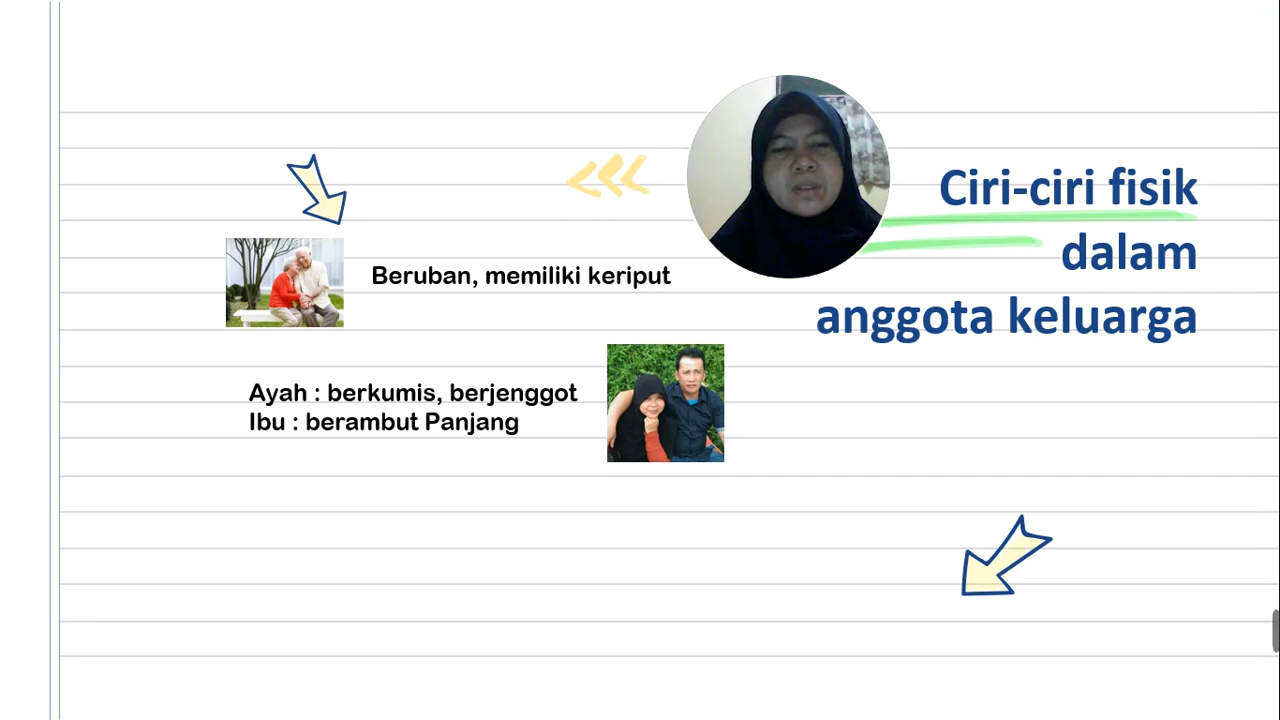 Ciri-ciri fisik
dalam
anggota keluarga
Beruban, memiliki keriput
Ayah : berkumis, berjenggot
Ibu : berambut Panjang